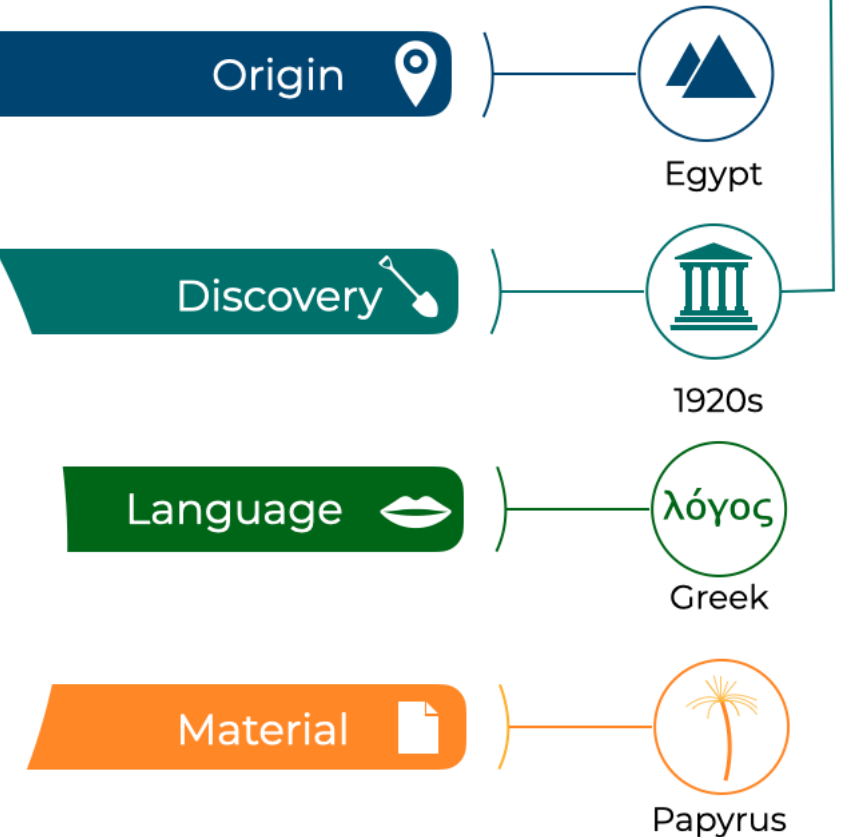 Origin
Egypt
Discovery
1920s
Language
λόγος
Greek
Material
Papyrus